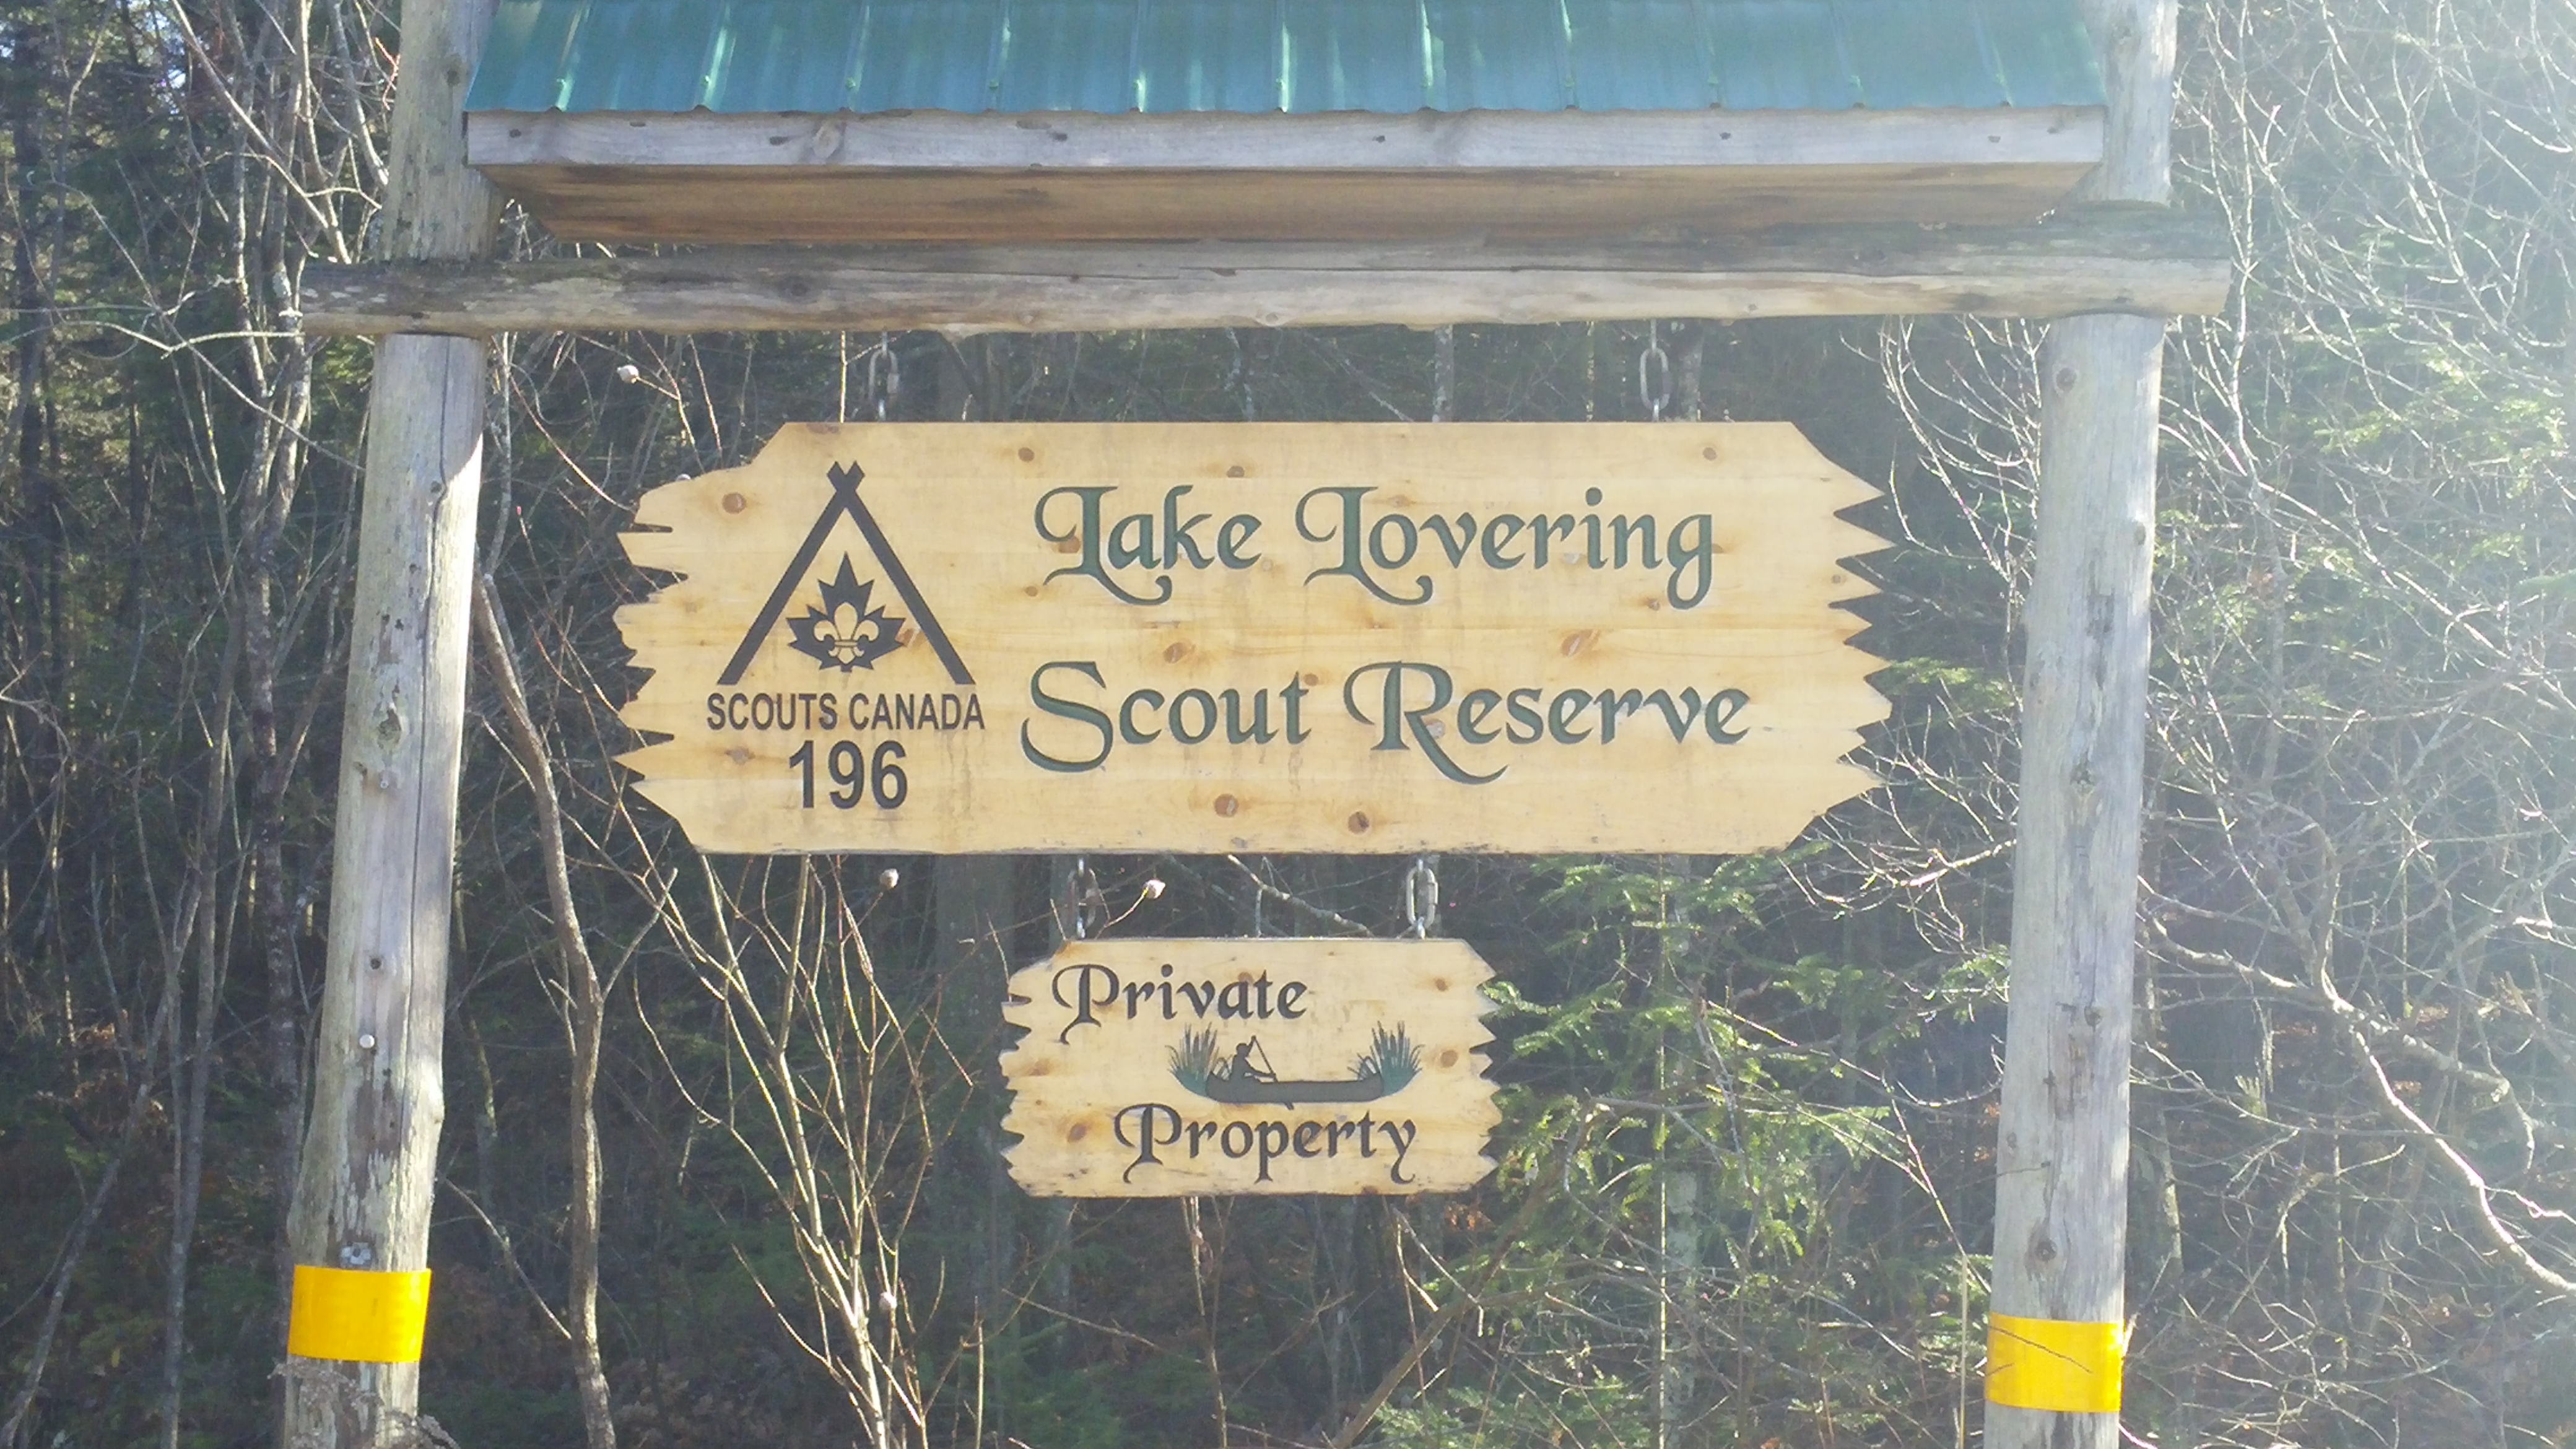 Lake Lovering
Scout Reserve
SCOUTS CANADA
196
Private
Property